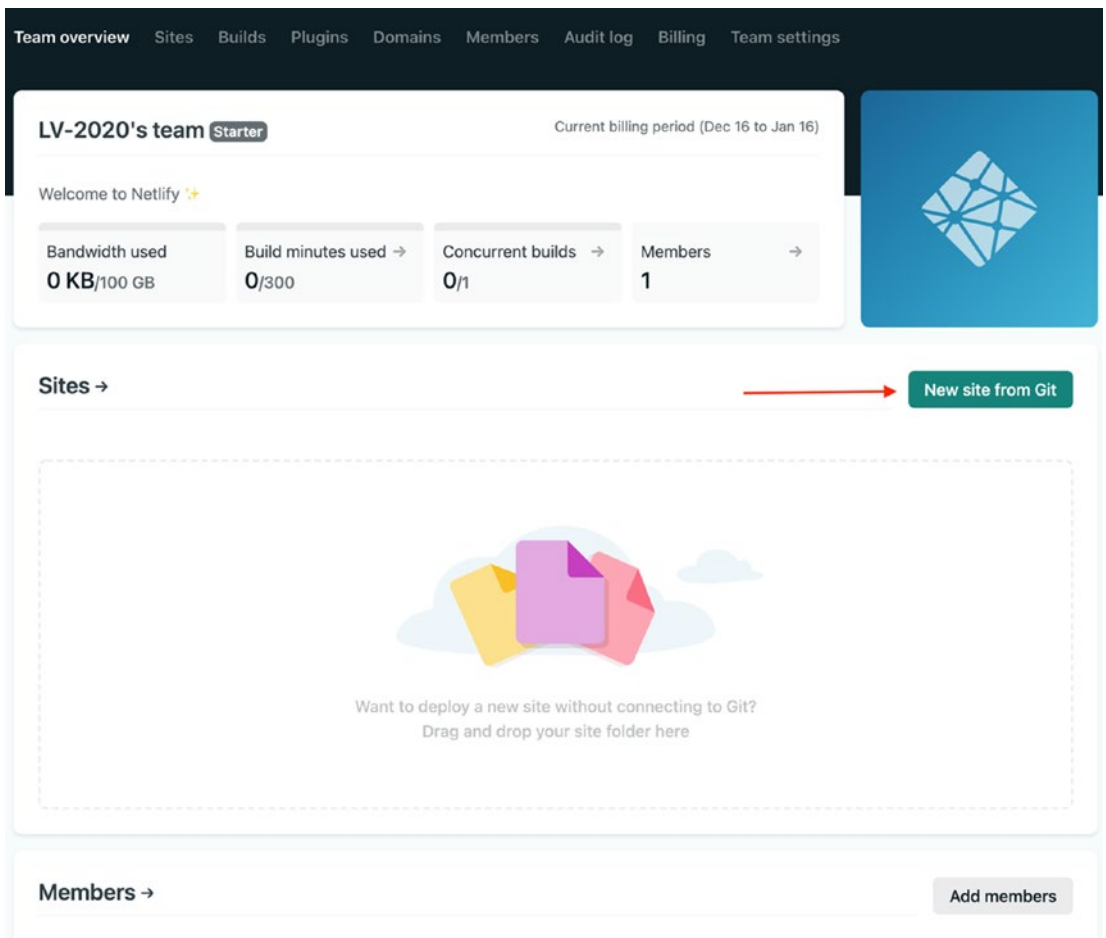 Team overview Sites Builds Plugins Domains Members Audit log Billing Team settings
LV-2020's team Starter Current billing period (Dec 16 to Jan 16)
Welcome to Netlify ✨
Bandwidth used Build minutes used → Concurrent builds → Members →
0 KB/100 GB 0/300 0/1 1
Sites → New site from Git
Want to deploy a new site without connecting to Git?
Drag and drop your site folder here
Members → Add members